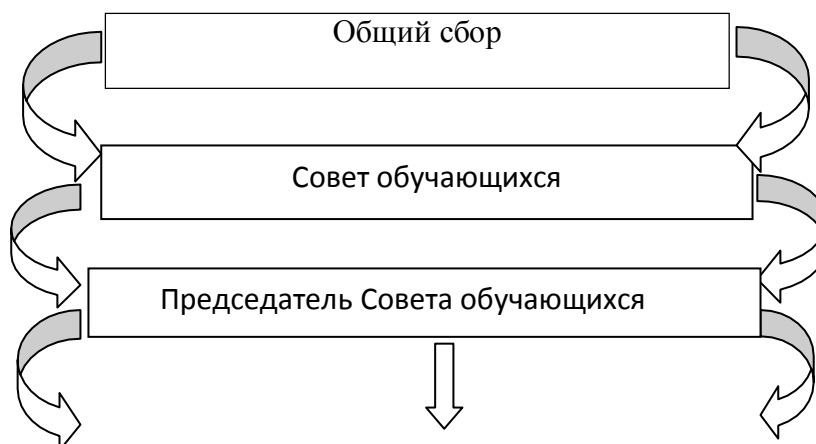 Общий сбор
Совет обучающихся
Председатель Совета обучающихся